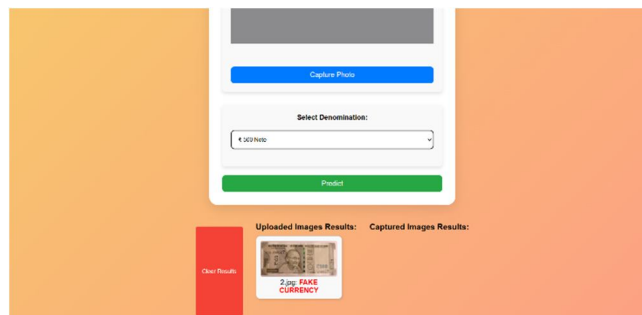 Capture Photo
Select Denomination:
₹ 500 Note
Predict
Uploaded Images Results:
Captured Images Results:
Clear Results
2.jpg: FAKE
CURRENCY